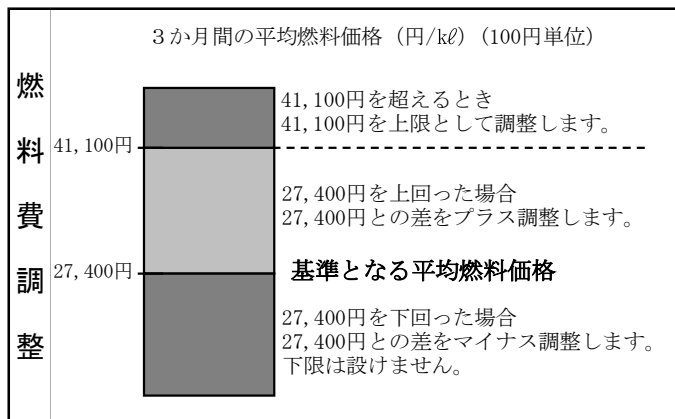 ３か月間の平均燃料価格（円/kℓ）（100円単位）
燃料費調整
41,100円を超えるとき
41,100円を上限として調整します。
41,100円
27,400円を上回った場合
27,400円との差をプラス調整します。
27,400円
基準となる平均燃料価格
27,400円を下回った場合
27,400円との差をマイナス調整します。
下限は設けません。